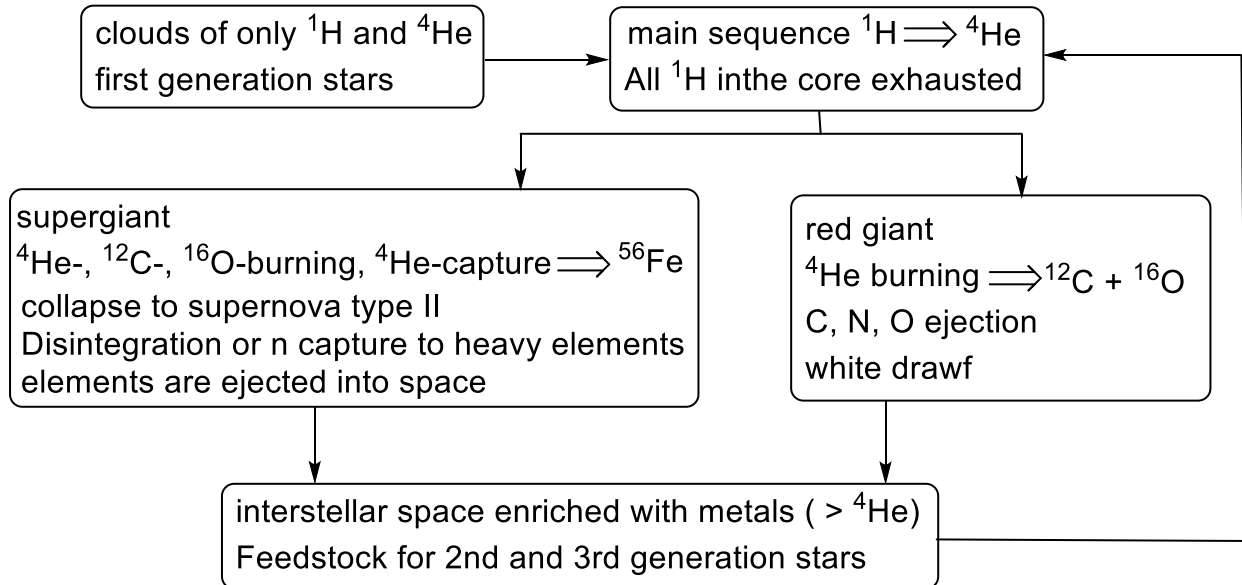 clouds of only ¹H and ⁴He
first generation stars
main sequence ¹H ⟹ ⁴He
All ¹H inthe core exhausted
supergiant
⁴He-, ¹²C-, ¹⁶O-burning, ⁴He-capture ⟹ ⁵⁶Fe
collapse to supernova type II
Disintegration or n capture to heavy elements
elements are ejected into space
red giant
⁴He burning ⟹ ¹²C + ¹⁶O
C, N, O ejection
white drawf
interstellar space enriched with metals ( > ⁴He)
Feedstock for 2nd and 3rd generation stars